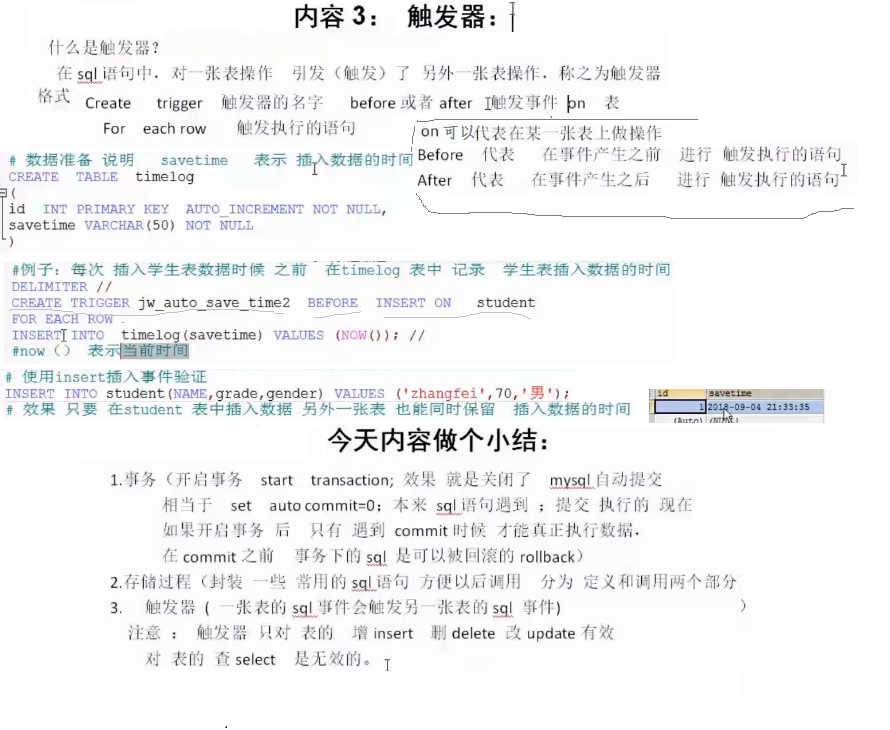 内容 3： 触发器：
什么是触发器？
在 sql 语句中，对一张表操作 引发（触发）了 另外一张表操作，称之为触发器
格式 Create trigger 触发器的名字 before 或者 after 触发事件 on 表
For each row 触发执行的语句
on 可以代表在某一张表上做操作
Before 代表 在事件产生之前 进行 触发执行的语句
After 代表 在事件产生之后 进行 触发执行的语句
# 数据准备 说明 savetime 表示 插入数据的时间
CREATE TABLE timelog
(
id INT PRIMARY KEY AUTO_INCREMENT NOT NULL,
savetime VARCHAR(50) NOT NULL
)
#例子：每次 插入学生表数据时候 之前 在timelog 表中 记录 学生表插入数据的时间
DELIMITER //
CREATE TRIGGER jw_auto_save_time2 BEFORE INSERT ON student
FOR EACH ROW
INSERT INTO timelog(savetime) VALUES (NOW()); //
#now（） 表示当前时间
# 使用insert插入事件验证
INSERT INTO student(NAME,grade,gender) VALUES ('zhangfei',70,'男');
# 效果 只要 在student 表中插入数据 另外一张表 也能同时保留 插入数据的时间
id savetime
1 2018-09-04 21:33:35
(Auto) (NULL)
今天内容做个小结：
1.事务（开启事务 start transaction; 效果 就是关闭了 mysql 自动提交
相当于 set auto commit=0; 本来 sql 语句遇到 ；提交 执行的 现在
如果开启事务 后 只有 遇到 commit 时候 才能真正执行数据，
在 commit 之前 事务下的 sql 是可以被回滚的 rollback）
2.存储过程（封装 一些 常用的 sql 语句 方便以后调用 分为 定义和调用两个部分
3. 触发器 ( 一张表的 sql 事件会触发另一张表的 sql 事件) ）
注意 ： 触发器 只对 表的 增 insert 删 delete 改 update 有效
对 表的 查 select 是无效的。